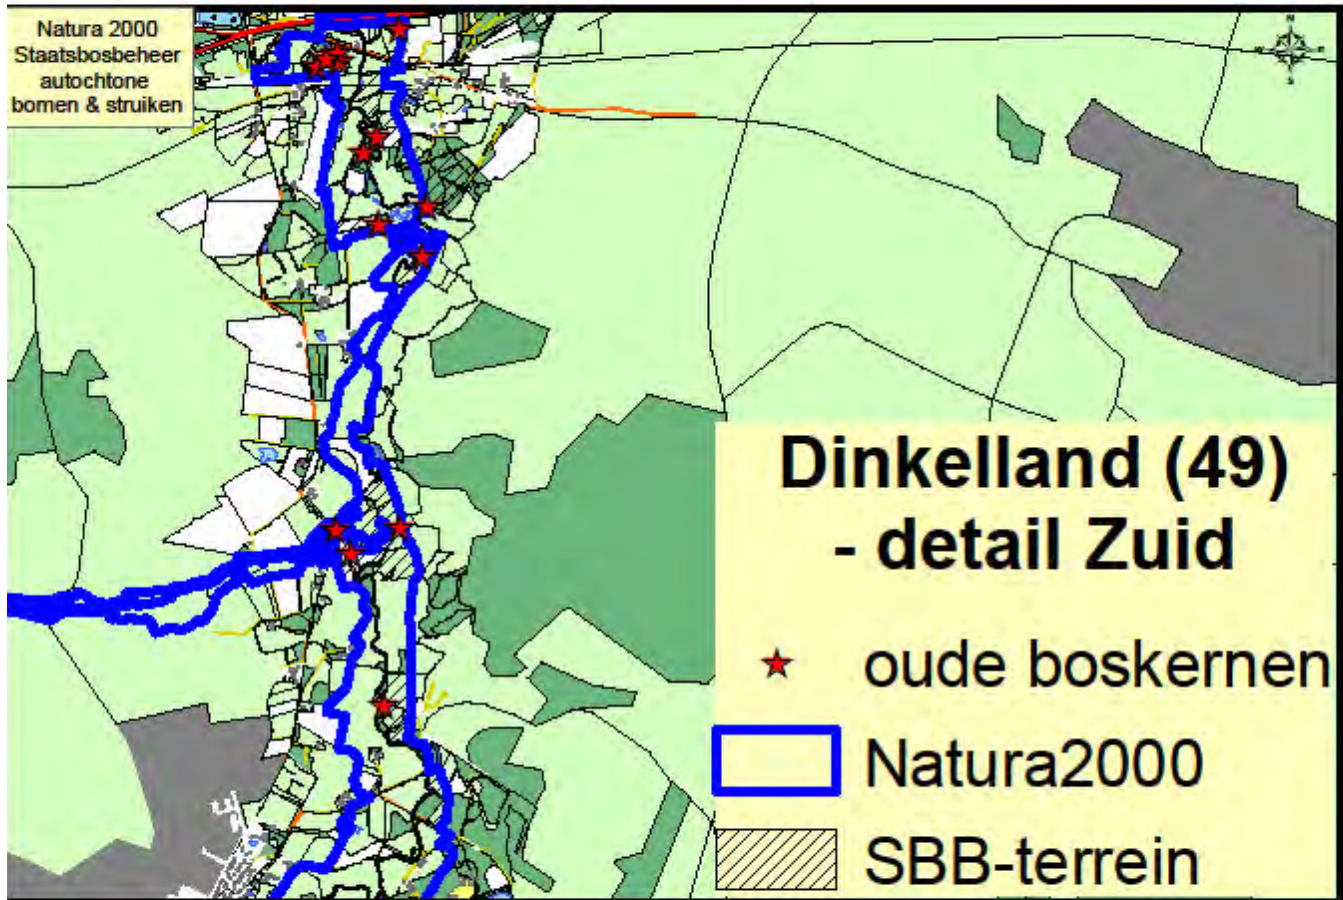 Natura 2000
Staatsbosbeheer
autochtone
bomen & struiken
N
Dinkelland (49)
- detail Zuid
oude boskernen
Natura2000
SBB-terrein